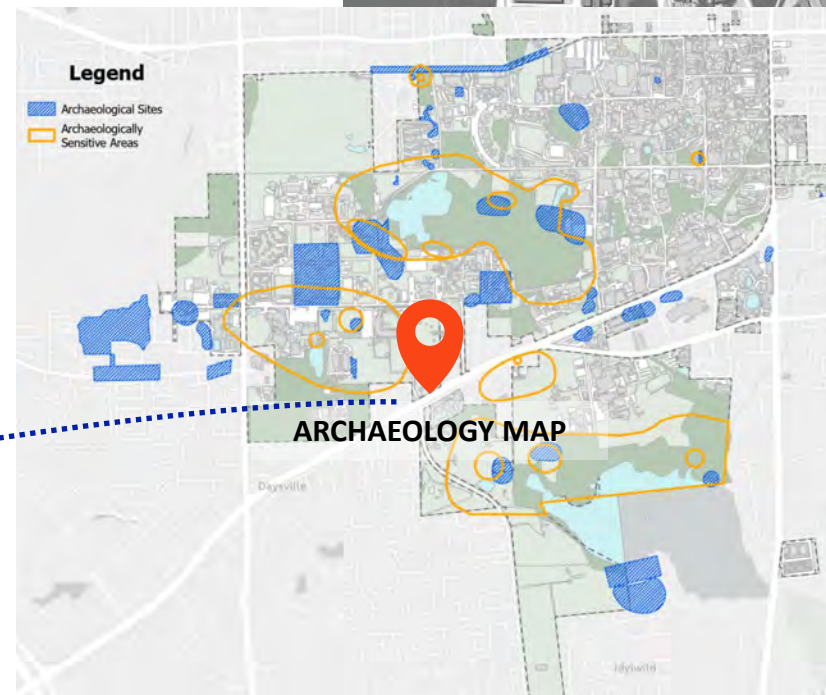 Legend
Archaeological Sites
Archaeologically
Sensitive Areas
ARCHAEOLOGY MAP
Daysville
Idylwild